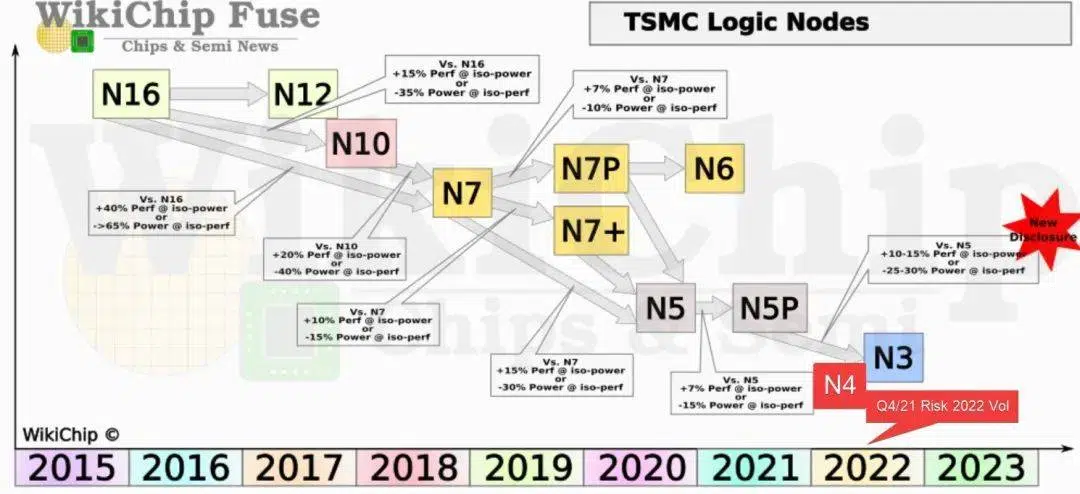 WikiChip Fuse
Chips & Semi News
TSMC Logic Nodes
N16
N12
Vs. N16
+15% Perf @ iso-power
or
-35% Power @ iso-perf
Vs. N7
+7% Perf @ iso-power
or
-10% Power @ iso-perf
N10
N7
N7P
N6
N7+
Vs. N16
+40% Perf @ iso-power
or
->65% Power @ iso-perf
Vs. N10
+20% Perf @ iso-power
or
-40% Power @ iso-perf
New
Disclosure
Vs. N5
+10-15% Perf @ iso-power
or
-25-30% Power @ iso-perf
Vs. N7
+10% Perf @ iso-power
or
-15% Power @ iso-perf
N5
N5P
N3
Vs. N7
+15% Perf @ iso-power
or
-30% Power @ iso-perf
Vs. N5
+7% Perf @ iso-power
or
-15% Power @ iso-perf
N4
Q4/21 Risk 2022 Vol
WikiChip
Chips & Semi
WikiChip ©
2015 2016 2017 2018 2019 2020 2021 2022 2023